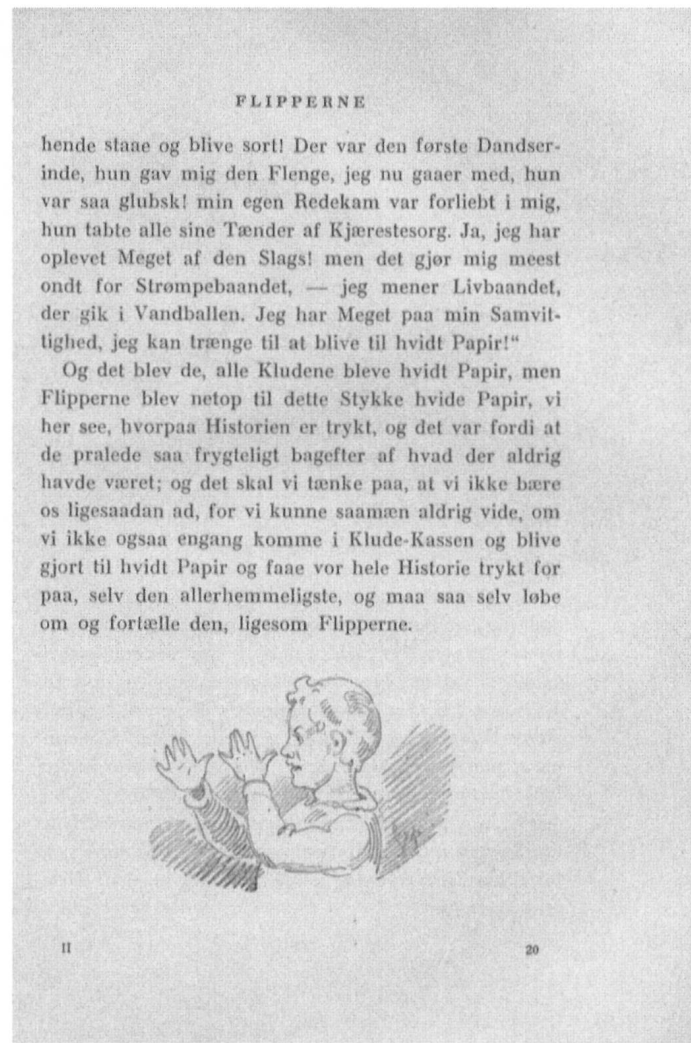 FLIPPERNE
hende staae og blive sort! Der var den første Dandser-
inde, hun gav mig den Flenge, jeg nu gaaer med, hun
var saa glubsk! min egen Redekam var forliebt i mig,
hun tabte alle sine Tænder af Kjærestesorg. Ja, jeg har
oplevet Meget af den Slags! men det gjør mig meest
ondt for Strømpebaandet, — jeg mener Livbaandet,
der gik i Vandballen. Jeg har Meget paa min Samvit-
tighed, jeg kan trænge til at blive til hvidt Papir!“
Og det blev de, alle Kludene bleve hvidt Papir, men
Flipperne blev netop til dette Stykke hvide Papir, vi
her see, hvorpaa Historien er trykt, og det var fordi at
de pralede saa frygteligt bagefter af hvad der aldrig
havde været; og det skal vi tænke paa, at vi ikke bære
os ligesaadan ad, for vi kunne saamæn aldrig vide, om
vi ikke ogsaa engang komme i Klude-Kassen og blive
gjort til hvidt Papir og faae vor hele Historie trykt for
paa, selv den allerhemmeligste, og maa saa selv løbe
om og fortælle den, ligesom Flipperne.
II 20